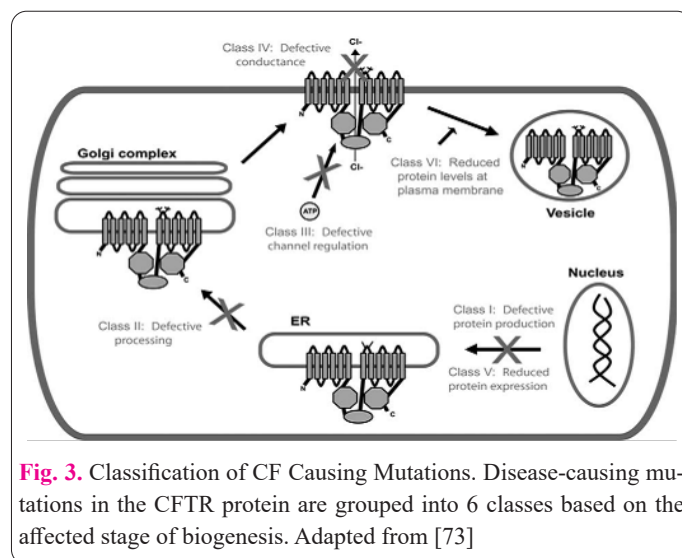 Cl-
Class IV: Defective
conductance
N
C
Cl-
Golgi complex
Class VI: Reduced
protein levels at
plasma membrane
N
C
Vesicle
ATP
Class III: Defective
channel regulation
N
C
Nucleus
Class I: Defective
protein production
Class II: Defective
processing
ER
Class V: Reduced
protein expression
N
C
Fig. 3. Classification of CF Causing Mutations. Disease-causing mu-
tations in the CFTR protein are grouped into 6 classes based on the
affected stage of biogenesis. Adapted from [73]